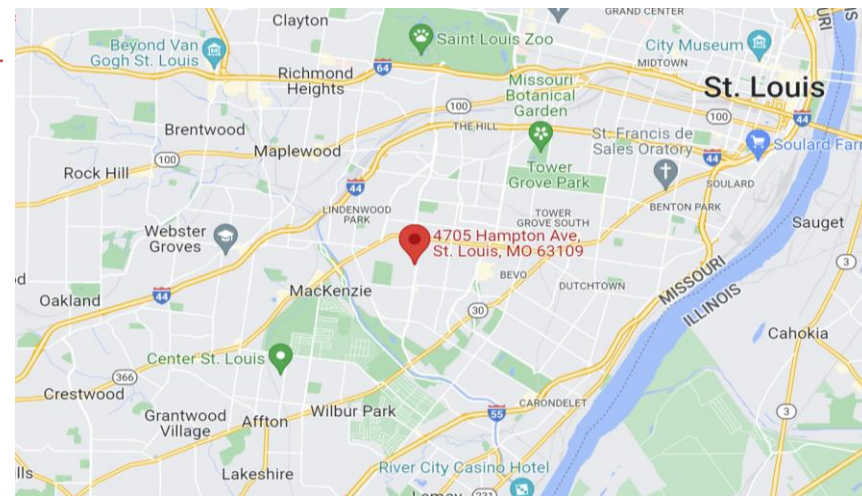 Clayton
GRAND CENTER
Saint Louis Zoo
Beyond Van
Gogh St. Louis
City Museum
MIDTOWN
64
Richmond
Heights
Missouri
Botanical
Garden
St. Louis
100
100
44
THE HILL
Brentwood
St. Francis de
Sales Oratory
Soulard Farr
Maplewood
100
44
Rock Hill
Tower
Grove Park
44
SOULARD
LINDENWOOD
PARK
TOWER
GROVE SOUTH
BENTON PARK
Webster
Groves
Sauget
4705 Hampton Ave,
St. Louis, MO 63109
3
BEVO
MISSOURI
ILLINOIS
DUTCHTOWN
MacKenzie
44
Oakland
30
Cahokia
Center St. Louis
366
Crestwood
CARONDELET
55
3
Grantwood
Village
Affton
Wilbur Park
Lakeshire
River City Casino Hotel
Lemay
231